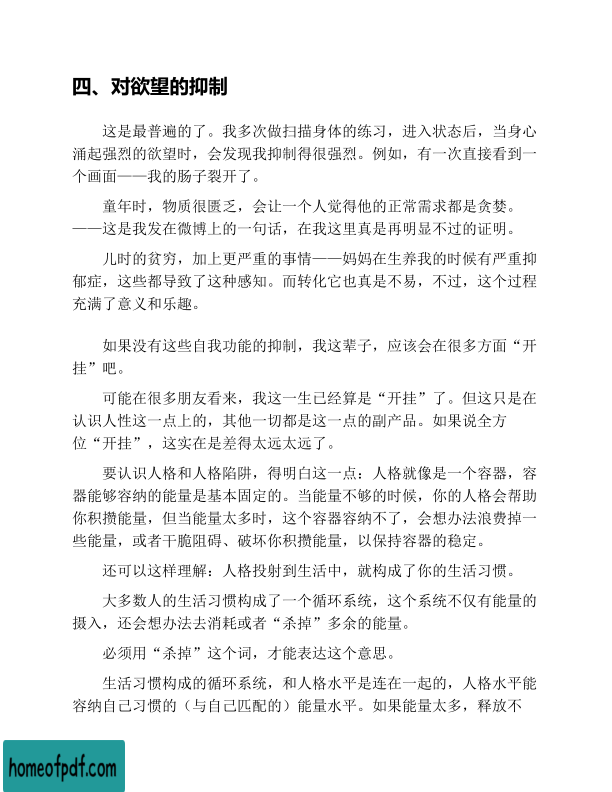 四、对欲望的抑制
这是最普遍的了。我多次做扫描身体的练习，进入状态后，当身心
涌起强烈的欲望时，会发现我抑制得很强烈。例如，有一次直接看到一
个画面——我的肠子裂开了。
童年时，物质很匮乏，会让一个人觉得他的正常需求都是贪婪。
——这是我发在微博上的一句话，在我这里真是再明显不过的证明。
儿时的贫穷，加上更严重的事情——妈妈在生养我的时候有严重抑
郁症，这些都导致了这种感知。而转化它也真是不易，不过，这个过程
充满了意义和乐趣。
如果没有这些自我功能的抑制，我这辈子，应该会在很多方面“开
挂”吧。
可能在很多朋友看来，我这一生已经算是“开挂”了。但这只是在
认识人性这一点上的，其他一切都是这一点的副产品。如果说全方
位“开挂”，这实在是差得太远太远了。
要认识人格和人格陷阱，得明白这一点：人格就像是一个容器，容
器能够容纳的能量是基本固定的。当能量不够的时候，你的人格会帮助
你积攒能量，但当能量太多时，这个容器容纳不了，会想办法浪费掉一
些能量，或者干脆阻碍、破坏你积攒能量，以保持容器的稳定。
还可以这样理解：人格投射到生活中，就构成了你的生活习惯。
大多数人的生活习惯构成了一个循环系统，这个系统不仅有能量的
摄入，还会想办法去消耗或者“杀掉”多余的能量。
必须用“杀掉”这个词，才能表达这个意思。
生活习惯构成的循环系统，和人格水平是连在一起的，人格水平能
容纳自己习惯的（与自己匹配的）能量水平。如果能量太多，释放不
homeofpdf.com